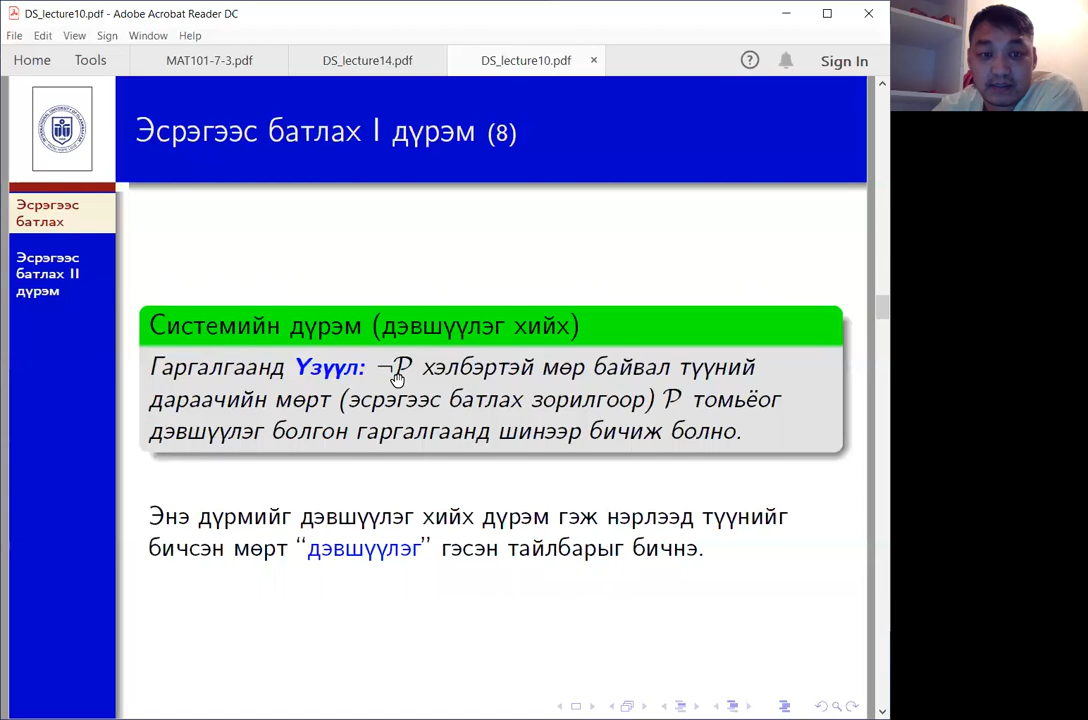 DS_lecture10.pdf - Adobe Acrobat Reader DC
File Edit View Sign Window Help
Home Tools MAT101-7-3.pdf DS_lecture14.pdf DS_lecture10.pdf × ? Sign In
Эсрэгээс батлах I дүрэм (8)
Эсрэгээс
батлах
Эсрэгээс
батлах II
дүрэм
Системийн дүрэм (дэвшүүлэг хийх)
Гаргалгаанд Үзүүл: ¬P хэлбэртэй мөр байвал түүний
дараачийн мөрт (эсрэгээс батлах зорилгоор) P томьёог
дэвшүүлэг болгон гаргалгаанд шинээр бичиж болно.
Энэ дүрмийг дэвшүүлэг хийх дүрэм гэж нэрлээд түүнийг
бичсэн мөрт “дэвшүүлэг” гэсэн тайлбарыг бичнэ.